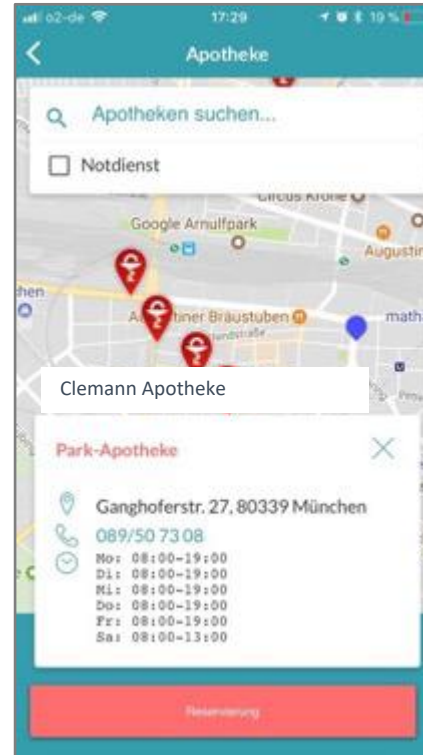 o2-de 17:29 19 %
Apotheke
Apotheken suchen...
Notdienst
Circus Krone
Google Arnulfpark
Augustin
hen
tiner Bräustuben
math
Clemann Apotheke
Park-Apotheke
Ganghoferstr. 27, 80339 München
089/50 73 08
Mo: 08:00-19:00
Di: 08:00-19:00
Mi: 08:00-19:00
Do: 08:00-19:00
Fr: 08:00-19:00
Sa: 08:00-13:00
Reservierung